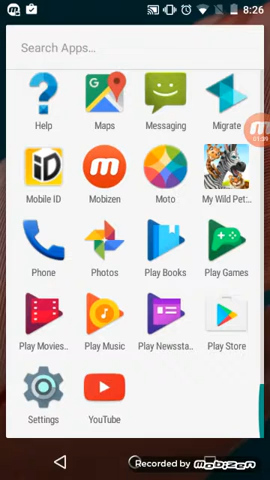 8:26
Search Apps...
Help
Maps
Messaging
Migrate
iD
Mobile ID
Mobizen
Moto
My Wild Pet:..
Phone
Photos
Play Books
Play Games
Play Movies..
Play Music
Play Newssta..
Play Store
Settings
YouTube
Recorded by mobizen